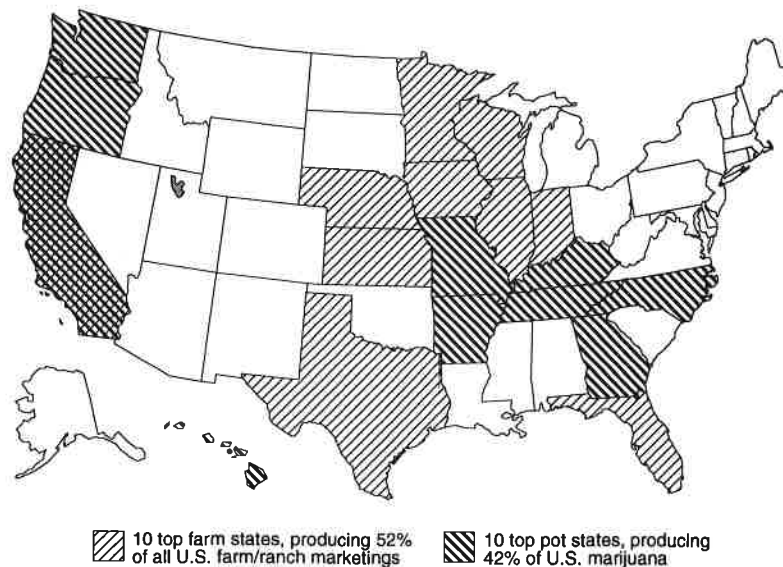 10 top farm states, producing 52%
of all U.S. farm/ranch marketings
10 top pot states, producing
42% of U.S. marijuana